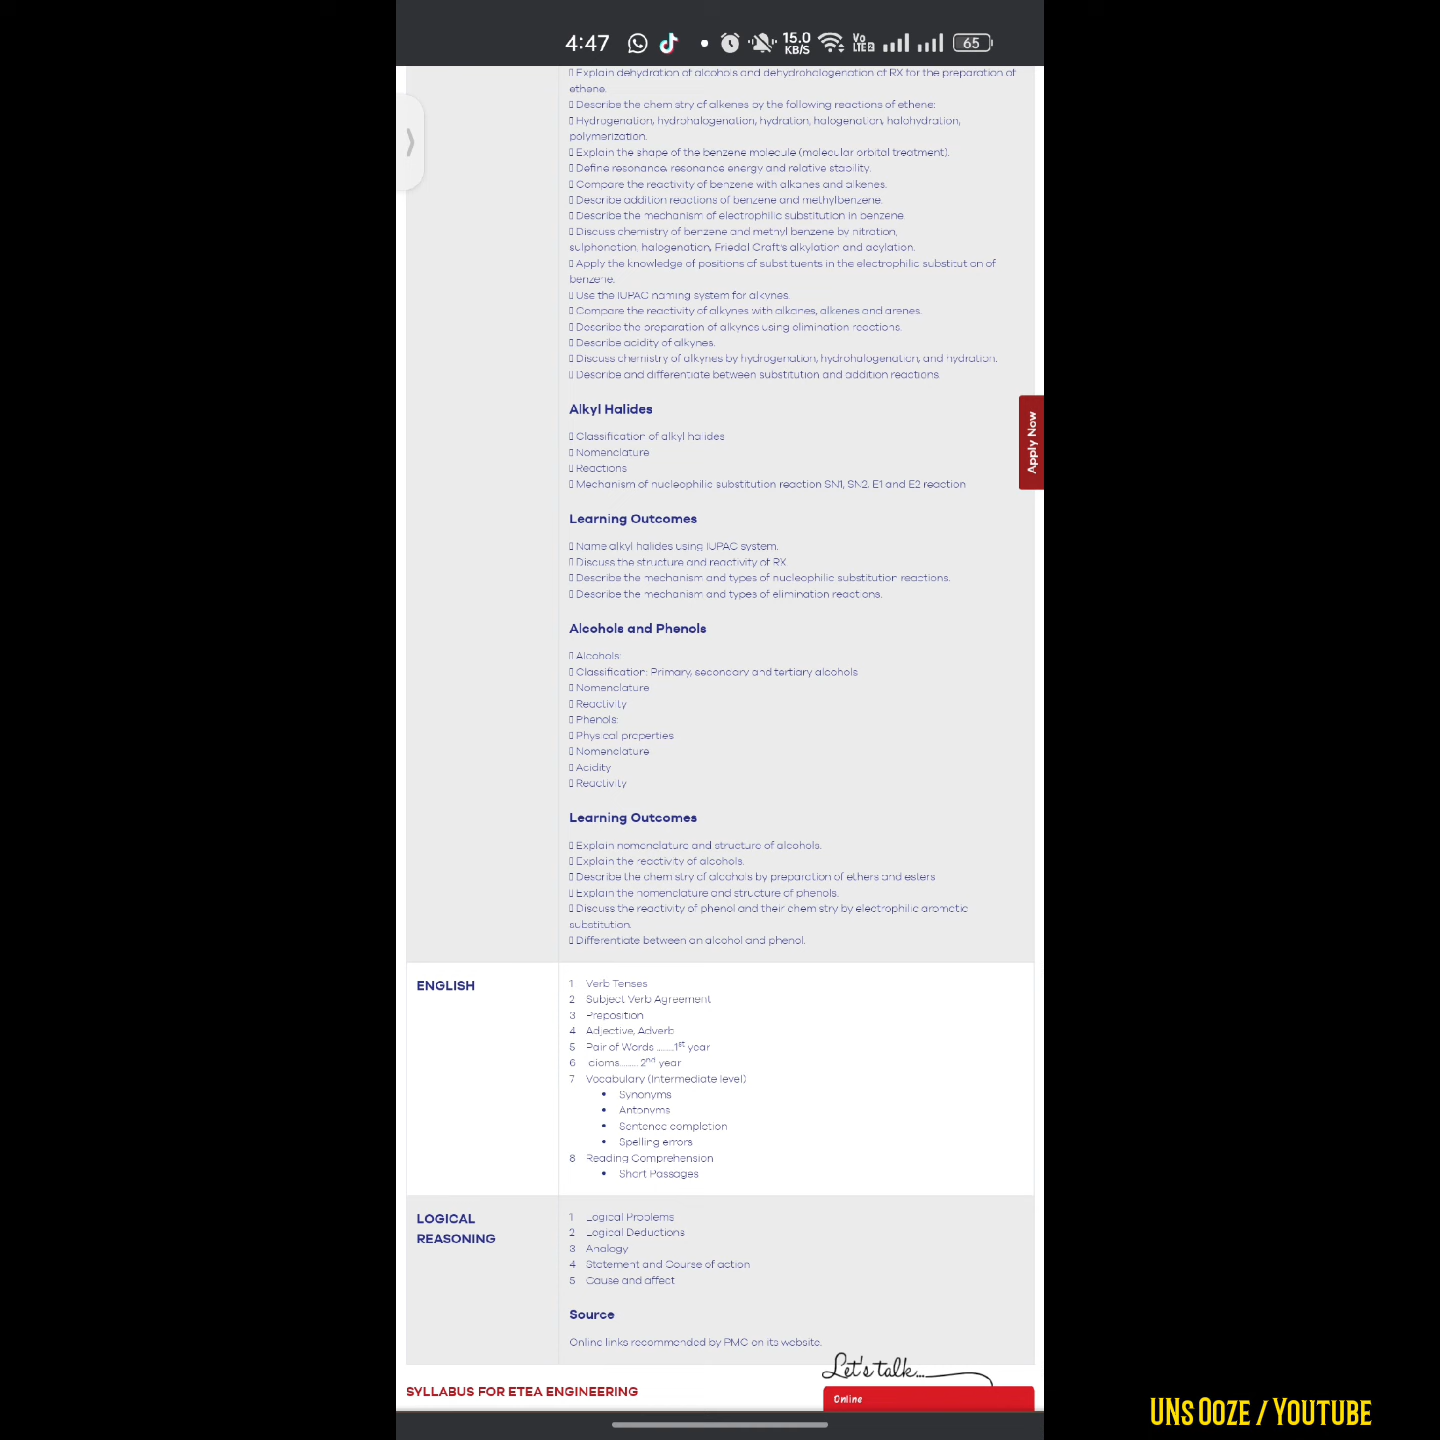 4:47
15.0
KB/S
Vo
LTE2
65
Explain dehydration of alcohols and dehydrohalogenation of RX for the preparation of
ethene.
Describe the chemistry of alkenes by the following reactions of ethene:
Hydrogenation, hydrohalogenation, hydration, halogenation, halohydration,
polymerization.
Explain the shape of the benzene molecule (molecular orbital treatment).
Define resonance, resonance energy and relative stability.
Compare the reactivity of benzene with alkanes and alkenes.
Describe addition reactions of benzene and methylbenzene.
Describe the mechanism of electrophilic substitution in benzene.
Discuss chemistry of benzene and methyl benzene by nitration,
sulphonation, halogenation, Friedal Craft's alkylation and acylation.
Apply the knowledge of positions of substituents in the electrophilic substitution of
benzene.
Use the IUPAC naming system for alkynes.
Compare the reactivity of alkynes with alkanes, alkenes and arenes.
Describe the preparation of alkynes using elimination reactions.
Describe acidity of alkynes.
Discuss chemistry of alkynes by hydrogenation, hydrohalogenation, and hydration.
Describe and differentiate between substitution and addition reactions
Alkyl Halides
Classification of alkyl halides
Nomenclature
Reactions
Mechanism of nucleophilic substitution reaction SN1, SN2, E1 and E2 reaction
Apply Now
Learning Outcomes
Name alkyl halides using IUPAC system.
Discuss the structure and reactivity of RX
Describe the mechanism and types of nucleophilic substitution reactions.
Describe the mechanism and types of elimination reactions.
Alcohols and Phenols
Alcohols:
Classification: Primary, secondary and tertiary alcohols
Nomenclature
Reactivity
Phenols:
Physical properties
Nomenclature
Acidity
Reactivity
Learning Outcomes
Explain nomenclature and structure of alcohols.
Explain the reactivity of alcohols.
Describe the chemistry of alcohols by preparation of ethers and esters
Explain the nomenclature and structure of phenols.
Discuss the reactivity of phenol and their chemistry by electrophilic aromatic
substitution.
Differentiate between an alcohol and phenol.
ENGLISH
1 Verb Tenses
2 Subject Verb Agreement
3 Preposition
4 Adjective, Adverb
5 Pair of Words ........1st year
6 Idioms......... 2nd year
7 Vocabulary (Intermediate level)
• Synonyms
• Antonyms
• Sentence completion
• Spelling errors
8 Reading Comprehension
• Short Passages
LOGICAL
REASONING
1 Logical Problems
2 Logical Deductions
3 Analogy
4 Statement and Course of action
5 Cause and affect
Source
Online links recommended by PMC on its website.
Let's talk...
SYLLABUS FOR ETEA ENGINEERING
Online
UNs Ooze / YouTube